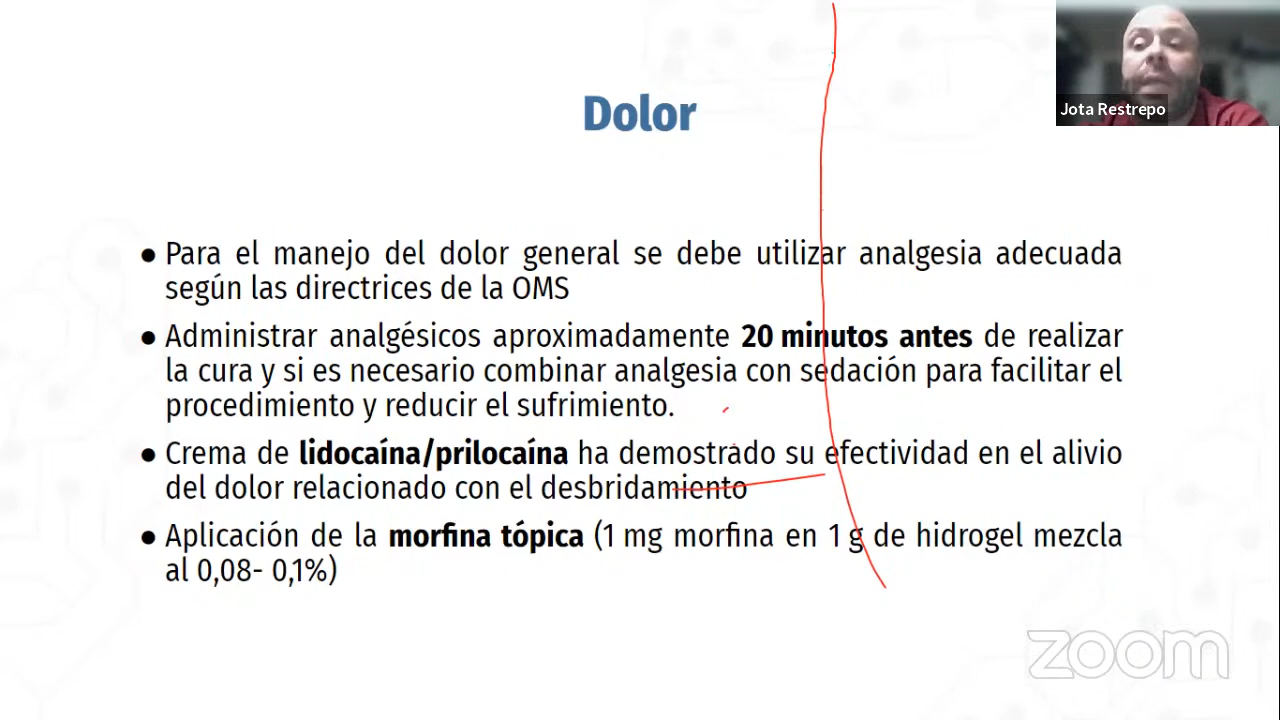 Dolor
Jota Restrepo
● Para el manejo del dolor general se debe utilizar analgesia adecuada
según las directrices de la OMS
● Administrar analgésicos aproximadamente 20 minutos antes de realizar
la cura y si es necesario combinar analgesia con sedación para facilitar el
procedimiento y reducir el sufrimiento.
● Crema de lidocaína/prilocaína ha demostrado su efectividad en el alivio
del dolor relacionado con el desbridamiento
● Aplicación de la morfina tópica (1 mg morfina en 1 g de hidrogel mezcla
al 0,08- 0,1%)
zoom